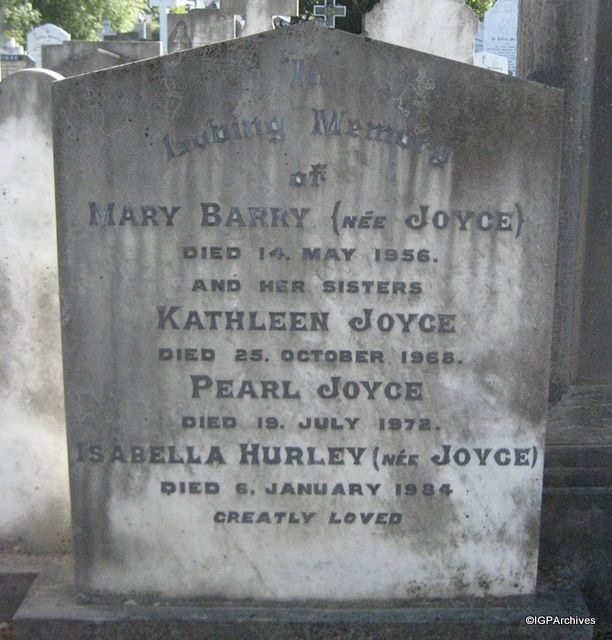 In
Loving Memory
of
MARY BARRY (NÉE JOYCE)
DIED 14. MAY 1956.
AND HER SISTERS
KATHLEEN JOYCE
DIED 25. OCTOBER 1968.
PEARL JOYCE
DIED 19. JULY 1972.
ISABELLA HURLEY (NÉE JOYCE)
DIED 6. JANUARY 1984
GREATLY LOVED
©IGPArchives